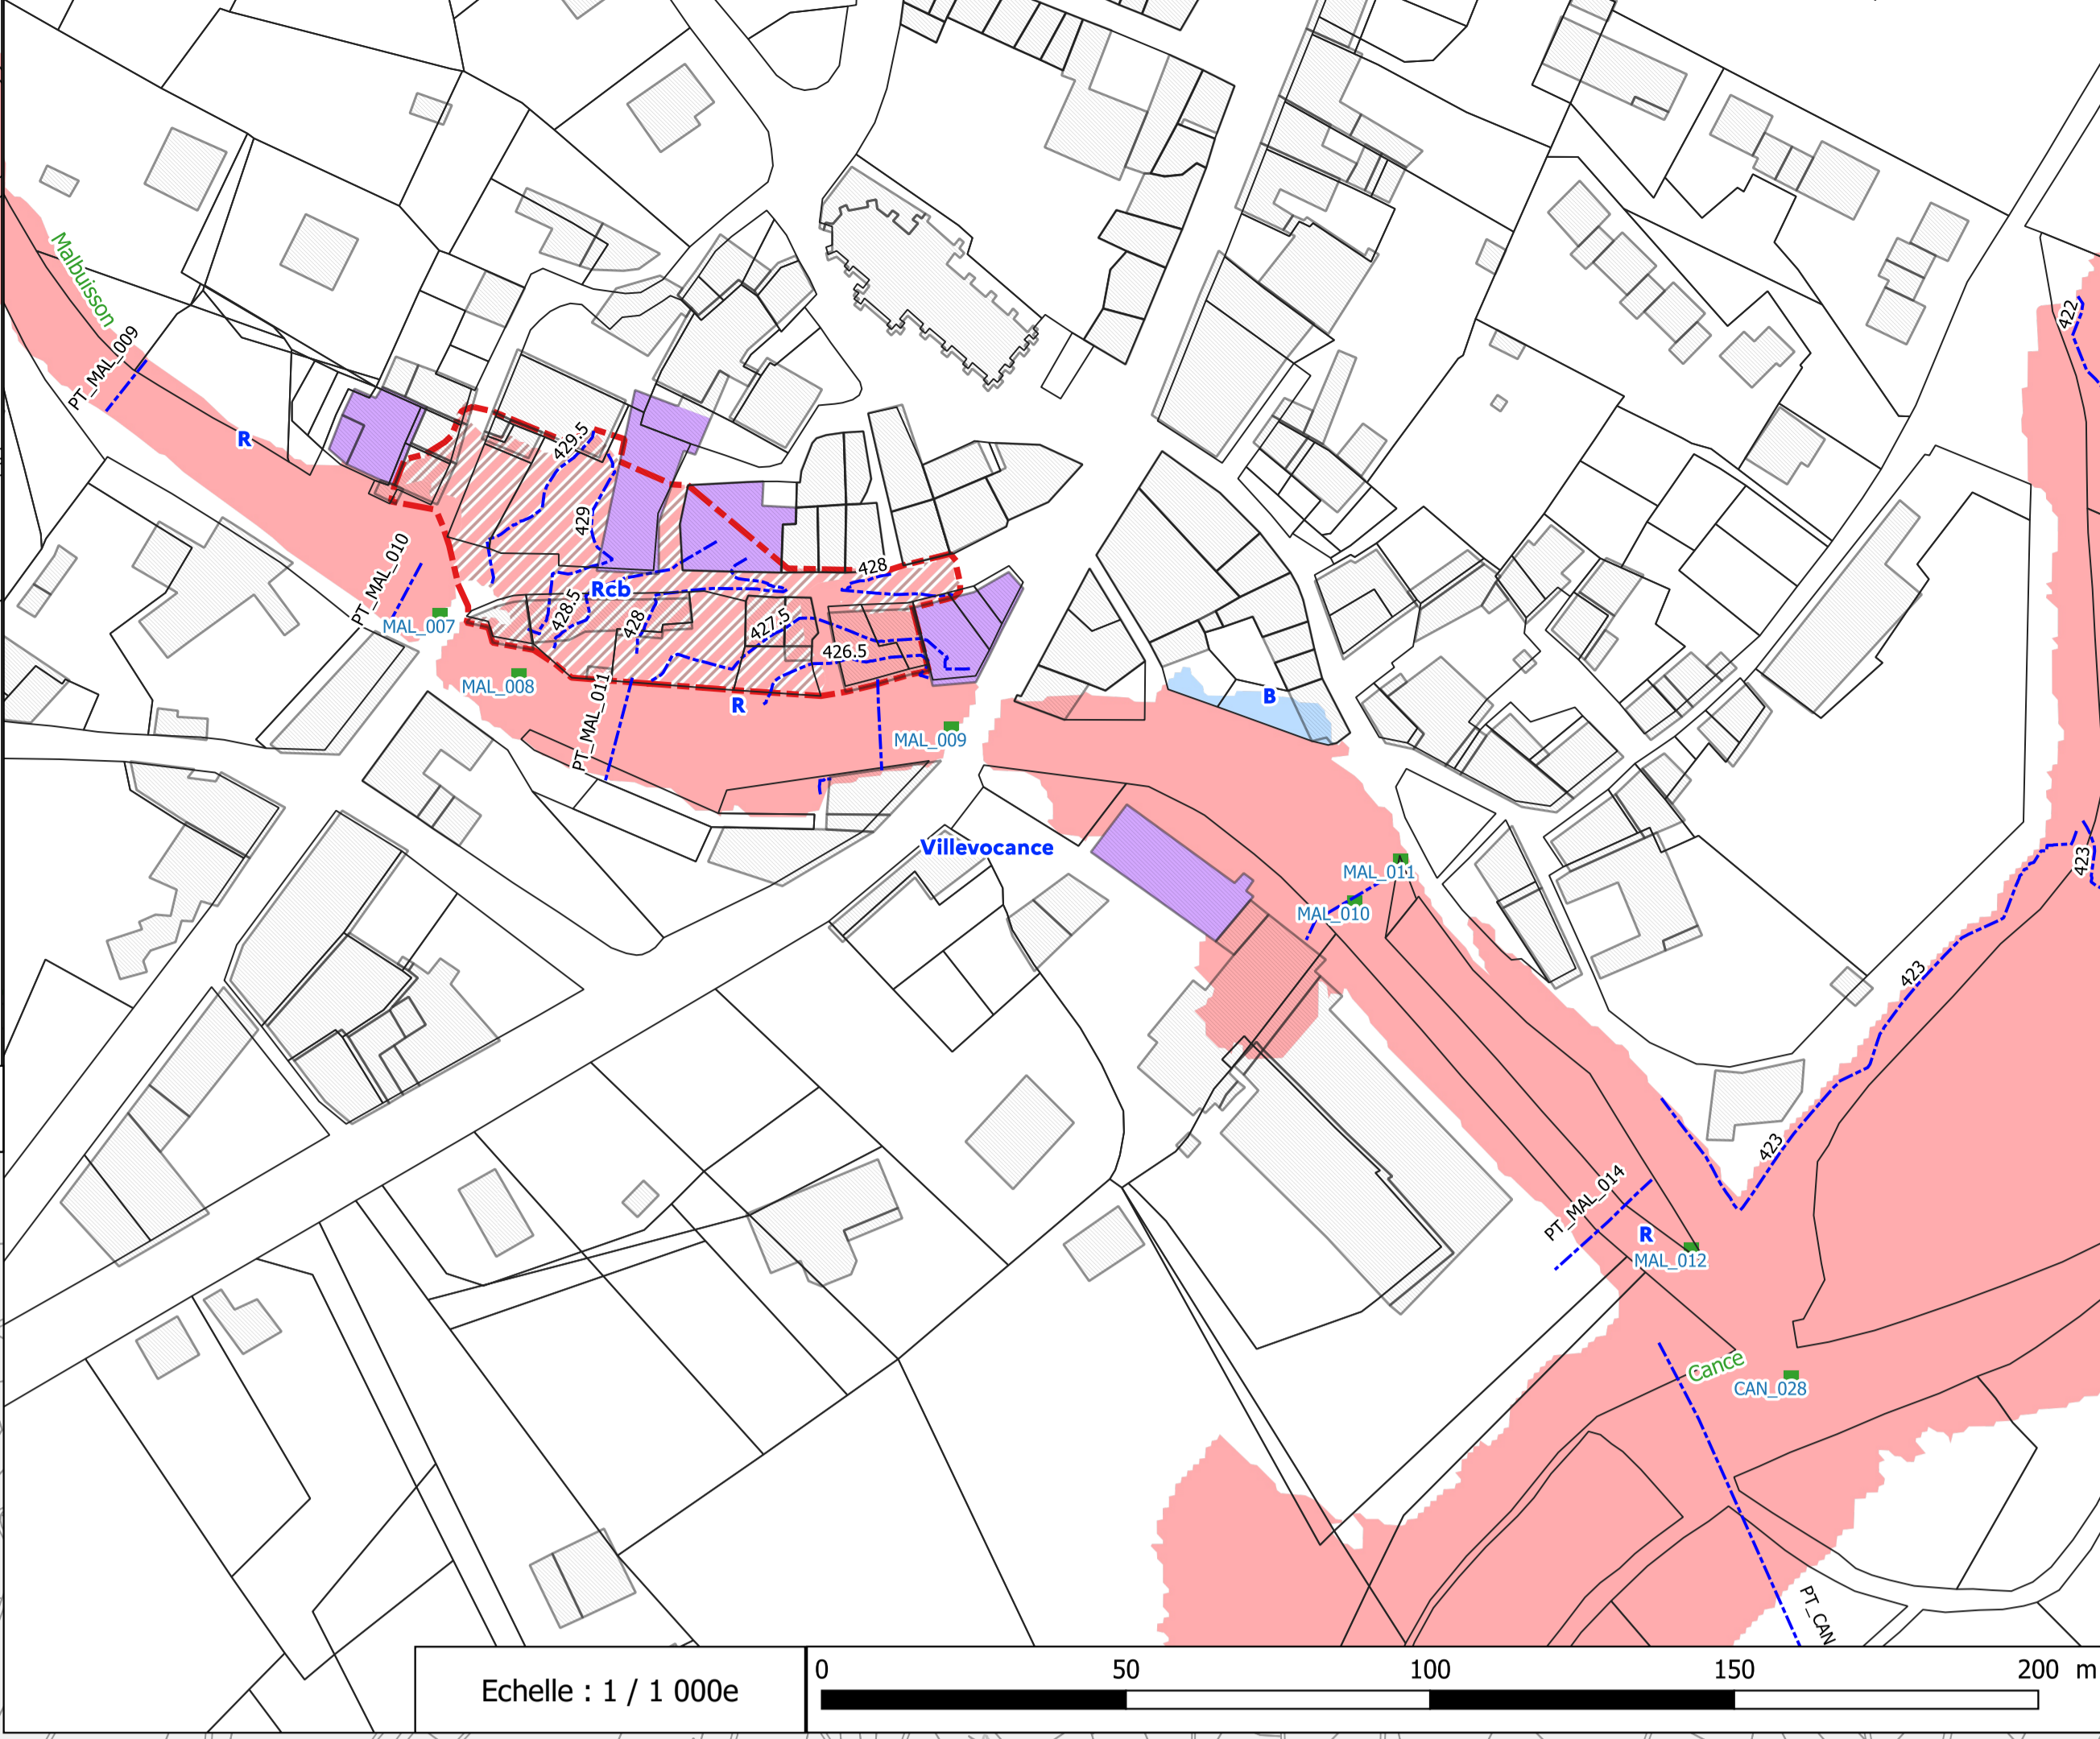 422
Malbuisson
PT_MAL_009
R
429.5
429
PT_MAL_010
428
Rcb
428.5
428
427.5
MAL_007
426.5
MAL_008
PT_MAL_011
R
B
MAL_009
Villevocance
MAL_011
423
MAL_010
423
423
PT_MAL_014
R
MAL_012
Cance
CAN_028
PT_CAN
Echelle : 1 / 1 000e
0 50 100 150 200 m